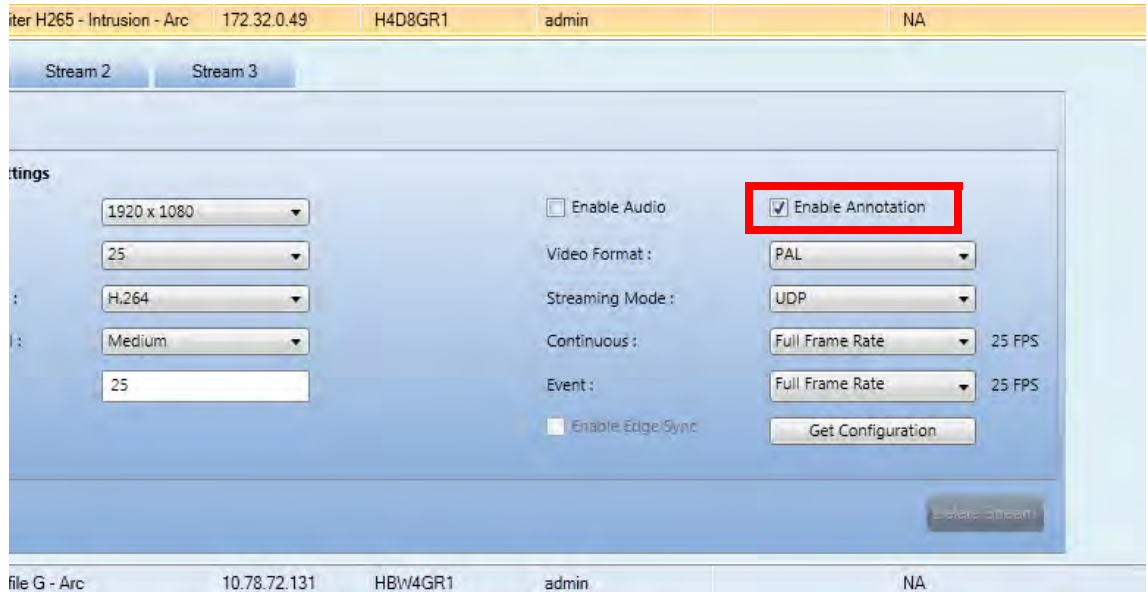 iter H265 - Intrusion - Arc 172.32.0.49 H4D8GR1 admin NA
Stream 2 Stream 3
ttings
1920 x 1080 Enable Audio Enable Annotation
25 Video Format : PAL
: H.264 Streaming Mode : UDP
l : Medium Continuous : Full Frame Rate 25 FPS
25 Event : Full Frame Rate 25 FPS
Enable Edge Sync Get Configuration
Delete Stream
file G - Arc 10.78.72.131 HBW4GR1 admin NA